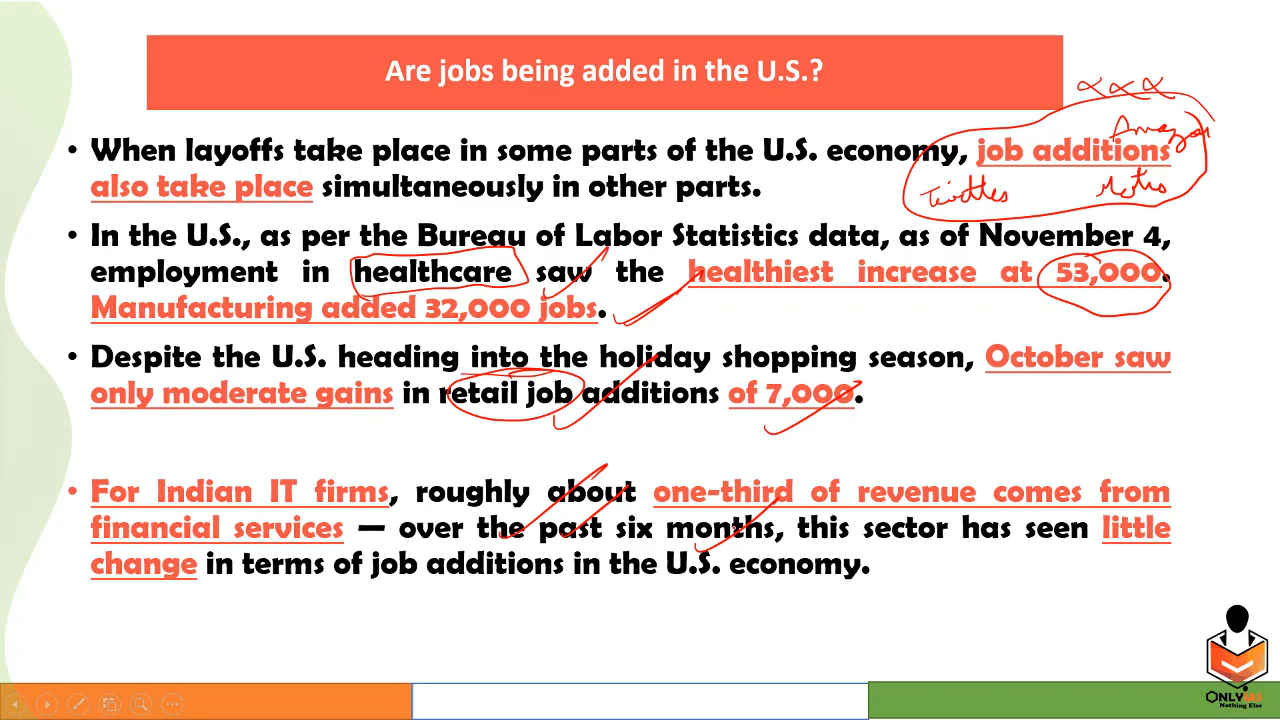 Are jobs being added in the U.S.?
Amazon
• When layoffs take place in some parts of the U.S. economy, job additions
also take place simultaneously in other parts.
• In the U.S., as per the Bureau of Labor Statistics data, as of November 4,
employment in healthcare saw the healthiest increase at 53,000.
Manufacturing added 32,000 jobs.
• Despite the U.S. heading into the holiday shopping season, October saw
only moderate gains in retail job additions of 7,000.
• For Indian IT firms, roughly about one-third of revenue comes from
financial services — over the past six months, this sector has seen little
change in terms of job additions in the U.S. economy.
ONLYIAS
Nothing Else